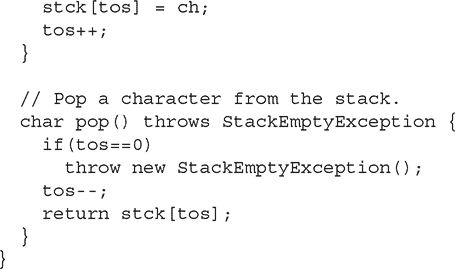 stck[tos] = ch;
    tos++;
  }

  // Pop a character from the stack.
  char pop() throws StackEmptyException {
    if(tos==0)
      throw new StackEmptyException();
    tos--;
    return stck[tos];
  }
}